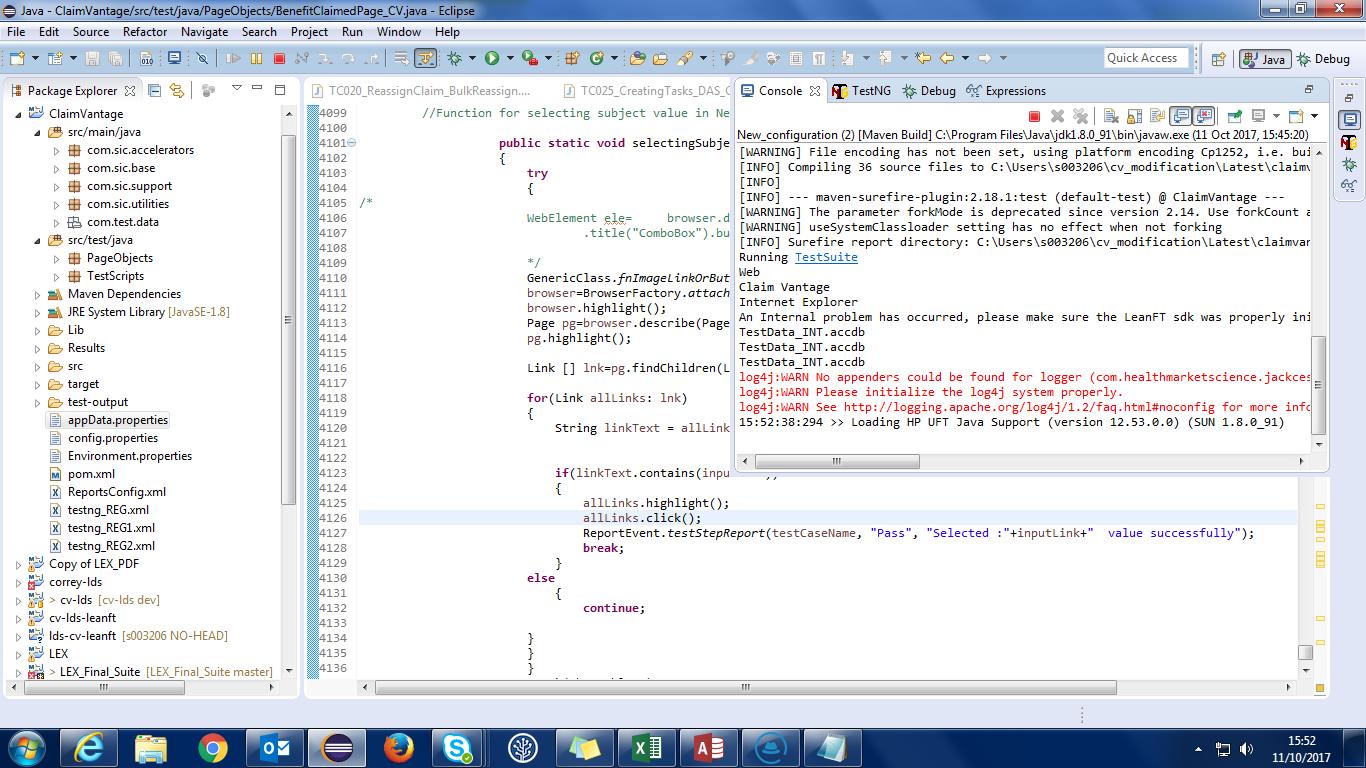 Java - ClaimVantage/src/test/java/PageObjects/BenefitClaimedPage_CV.java - Eclipse
File Edit Source Refactor Navigate Search Project Run Window Help
Quick Access
Java
Debug
Package Explorer
ClaimVantage
src/main/java
com.sic.accelerators
com.sic.base
com.sic.support
com.sic.utilities
com.test.data
src/test/java
PageObjects
TestScripts
Maven Dependencies
JRE System Library [JavaSE-1.8]
Lib
Results
src
target
test-output
appData.properties
config.properties
Environment.properties
pom.xml
ReportsConfig.xml
testng_REG.xml
testng_REG1.xml
testng_REG2.xml
Copy of LEX_PDF
correy-lds
> cv-lds [cv-lds dev]
cv-lds-leanft
lds-cv-leanft [s003206 NO-HEAD]
LEX
> LEX_Final_Suite [LEX_Final_Suite master]
TC020_ReassignClaim_BulkReassign....
TC025_CreatingTasks_DAS_C
4099 //Function for selecting subject value in Ne
4100
4101 public static void selectingSubje
4102 {
4103 try
4104 {
4105 /*
4106 WebElement ele= browser.d
4107 .title("ComboBox").bu
4108
4109 */
4110 GenericClass.fnImageLinkOrBut
4111 browser=BrowserFactory.attach
4112 browser.highlight();
4113 Page pg=browser.describe(Page
4114 pg.highlight();
4115
4116 Link [] lnk=pg.findChildren(L
4117
4118 for(Link allLinks: lnk)
4119 {
4120 String linkText = allLink
4121
4122
4123 if(linkText.contains(inpu
4124 {
4125 allLinks.highlight();
4126 allLinks.click();
4127 ReportEvent.testStepReport(testCaseName, "Pass", "Selected :"+inputLink+" value successfully");
4128 break;
4129 }
4130 else
4131 {
4132 continue;
4133
4134 }
4135 }
4136 }
Console TestNG Debug Expressions
New_configuration (2) [Maven Build] C:\Program Files\Java\jdk1.8.0_91\bin\javaw.exe (11 Oct 2017, 15:45:20)
[WARNING] File encoding has not been set, using platform encoding Cp1252, i.e. bui
[INFO] Compiling 36 source files to C:\Users\s003206\cv_modification\Latest\claimv
[INFO]
[INFO] --- maven-surefire-plugin:2.18.1:test (default-test) @ ClaimVantage ---
[WARNING] The parameter forkMode is deprecated since version 2.14. Use forkCount a
[WARNING] useSystemClassloader setting has no effect when not forking
[INFO] Surefire report directory: C:\Users\s003206\cv_modification\Latest\claimvan
Running TestSuite
Web
Claim Vantage
Internet Explorer
An Internal problem has occurred, please make sure the LeanFT sdk was properly ini
TestData_INT.accdb
TestData_INT.accdb
TestData_INT.accdb
log4j:WARN No appenders could be found for logger (com.healthmarketscience.jackces
log4j:WARN Please initialize the log4j system properly.
log4j:WARN See http://logging.apache.org/log4j/1.2/faq.html#noconfig for more info
15:52:38:294 >> Loading HP UFT Java Support (version 12.53.0.0) (SUN 1.8.0_91)
15:52
11/10/2017